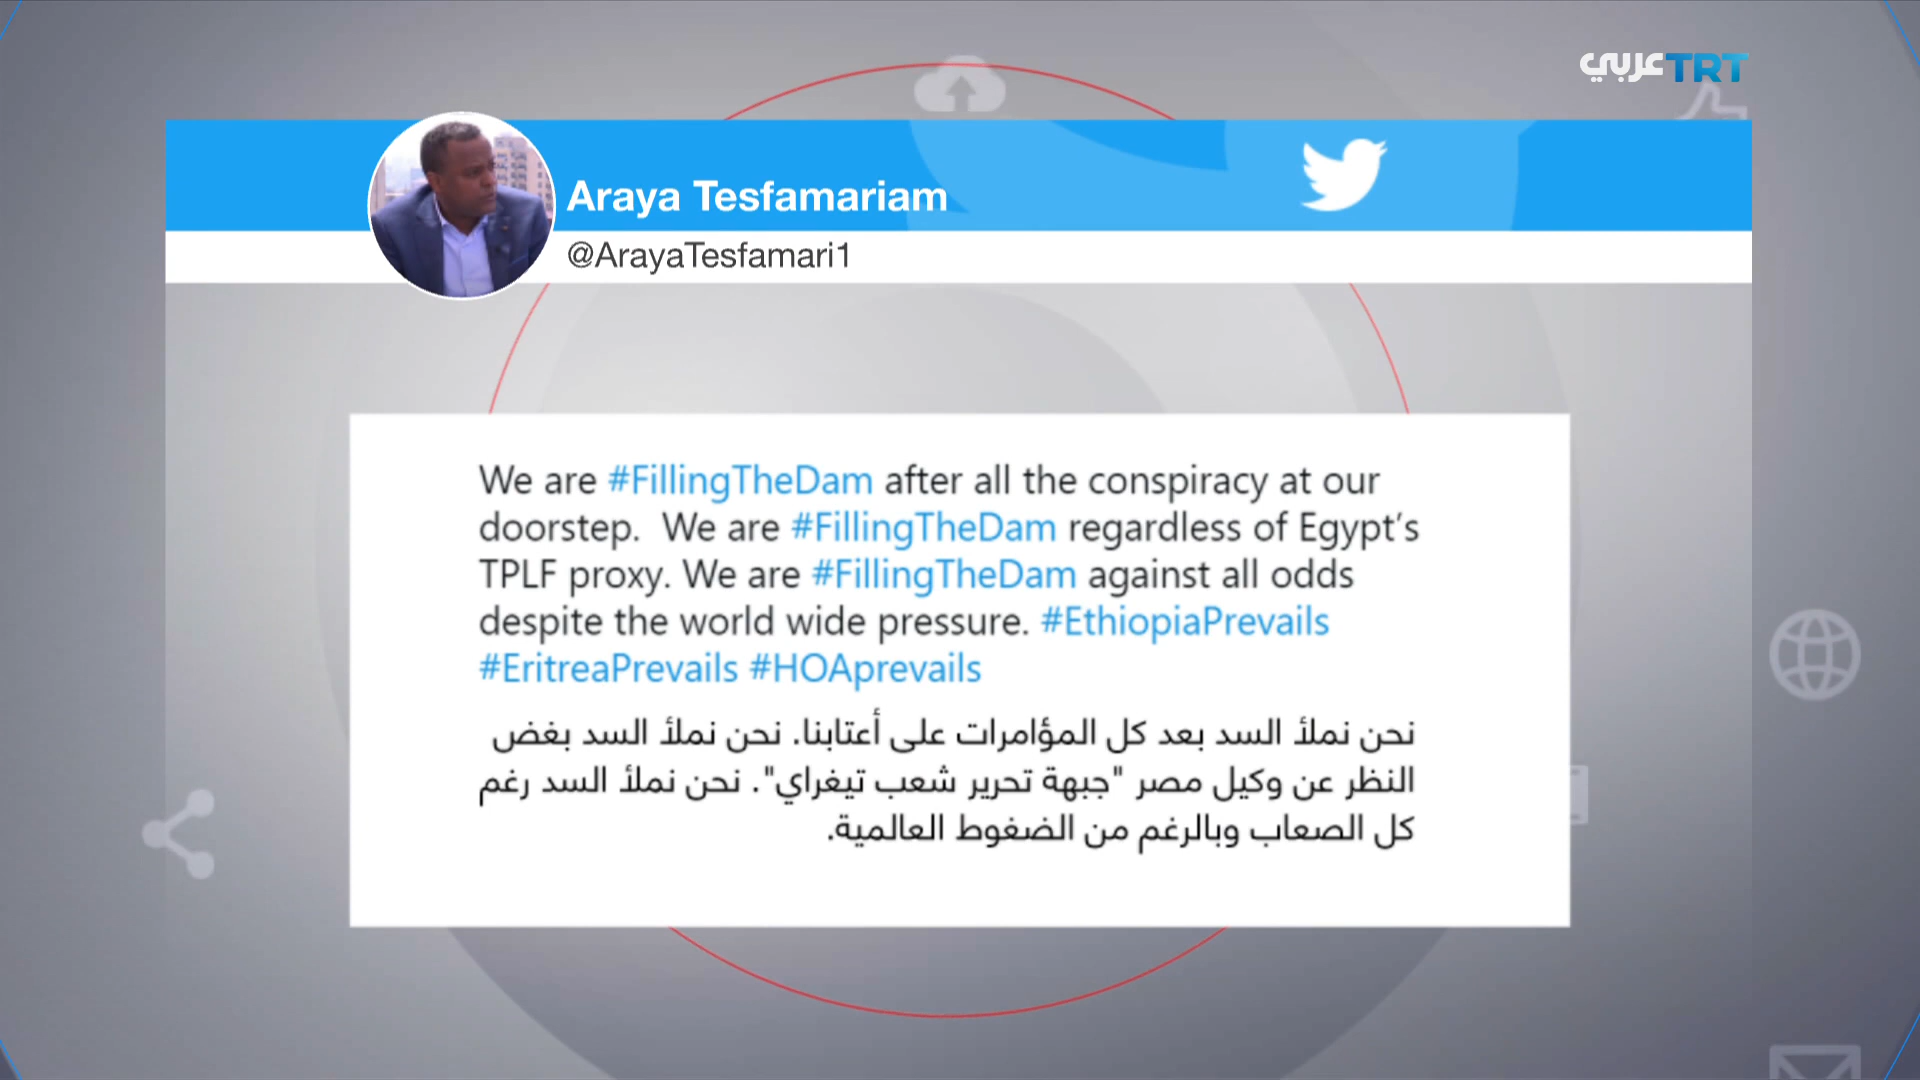 TRT عربي
Araya Tesfamariam
@ArayaTesfamari1
We are #FillingTheDam after all the conspiracy at our
doorstep.  We are #FillingTheDam regardless of Egypt’s
TPLF proxy. We are #FillingTheDam against all odds
despite the world wide pressure. #EthiopiaPrevails
#EritreaPrevails #HOAprevails
نحن نملأ السد بعد كل المؤامرات على أعتابنا. نحن نملأ السد بغض
النظر عن وكيل مصر "جبهة تحرير شعب تيغراي". نحن نملأ السد رغم
كل الصعاب وبالرغم من الضغوط العالمية.